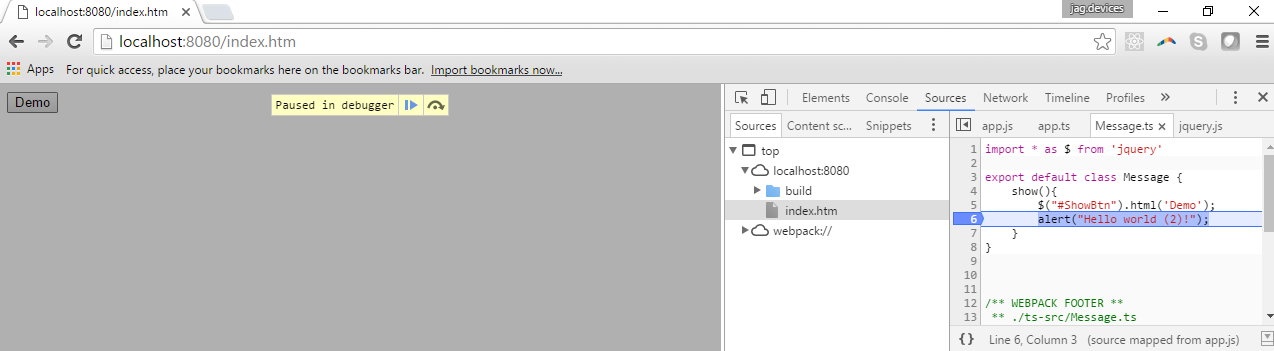 localhost:8080/index.htm
jag.devices
localhost:8080/index.htm
Apps For quick access, place your bookmarks here on the bookmarks bar. Import bookmarks now...
Demo
Paused in debugger
Elements Console Sources Network Timeline Profiles
Sources Content sc... Snippets
top
localhost:8080
build
index.htm
webpack://
app.js app.ts Message.ts jquery.js
1 import * as $ from 'jquery'
2
3 export default class Message {
4 show(){
5 $("#ShowBtn").html('Demo');
6 alert("Hello world (2)!");
7 }
8 }
9
10
11
12 /** WEBPACK FOOTER **
13 ** ./ts-src/Message.ts
{} Line 6, Column 3 (source mapped from app.js)